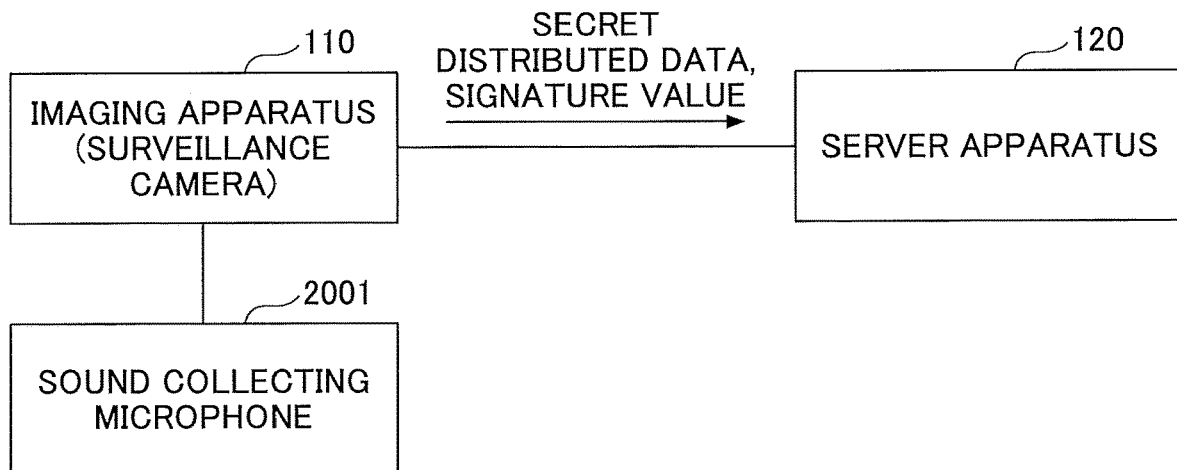 110
IMAGING APPARATUS
(SURVEILLANCE
CAMERA)
SECRET
DISTRIBUTED DATA,
SIGNATURE VALUE
120
SERVER APPARATUS
2001
SOUND COLLECTING
MICROPHONE